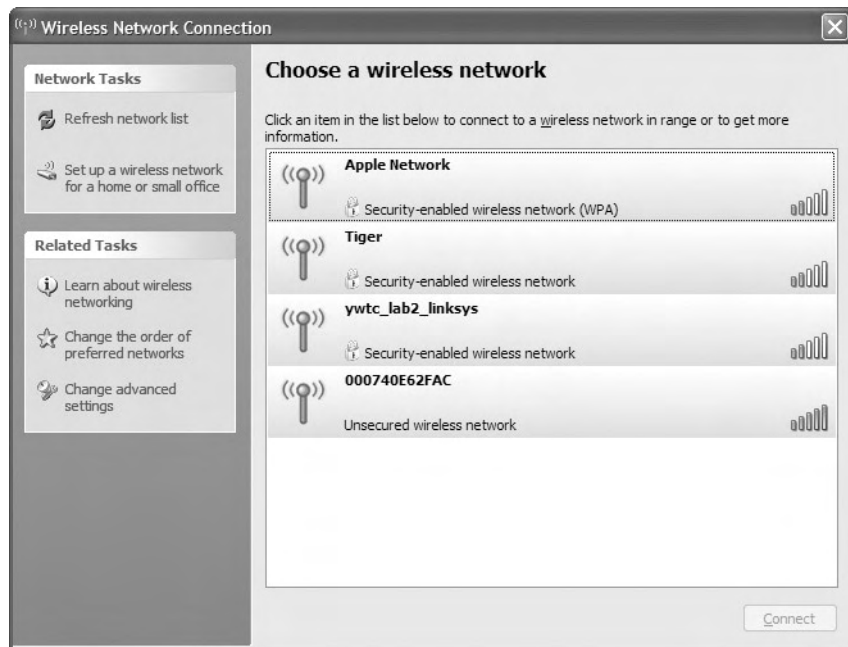 Wireless Network Connection
Network Tasks
Refresh network list
Set up a wireless network
for a home or small office
Related Tasks
Learn about wireless
networking
Change the order of
preferred networks
Change advanced
settings
Choose a wireless network
Click an item in the list below to connect to a wireless network in range or to get more
information.
Apple Network
Security-enabled wireless network (WPA)
Tiger
Security-enabled wireless network
ywtc_lab2_linksys
Security-enabled wireless network
000740E62FAC
Unsecured wireless network
Connect